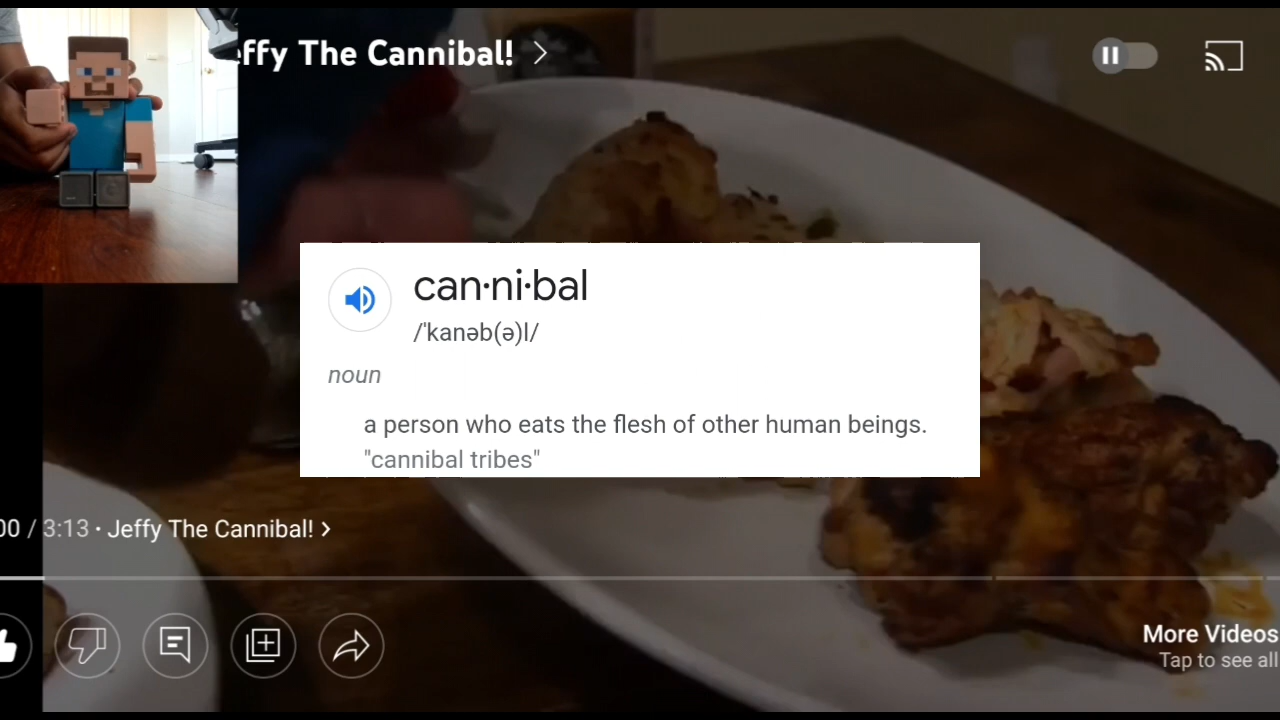 effy The Cannibal!
can·ni·bal
/ˈkanəb(ə)l/
noun
a person who eats the flesh of other human beings.
"cannibal tribes"
00 / 3:13 · Jeffy The Cannibal!
More Videos
Tap to see all